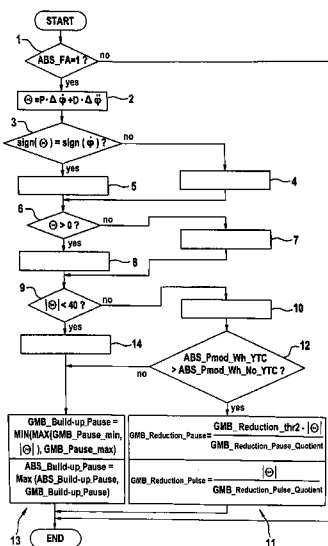 START
1
ABS_FA=1 ?
no
yes
Θ=P·Δφ̇+D·Δφ̈
2
3
sign(Θ) = sign (φ̇) ?
no
yes
5
4
6
Θ>0 ?
no
yes
8
7
9
|Θ|<40 ?
no
yes
10
14
ABS_Pmod_Wh_YTC
> ABS_Pmod_Wh_No_YTC ?
12
no
yes
GMB_Build-up_Pause =
MIN(MAX(GMB_Pause_min,
|Θ| ), GMB_Pause_max)
ABS_Build-up_Pause =
Max (ABS_Build-up_Pause,
GMB_Build-up_Pause)
GMB_Reduction_Pause= GMB_Reduction_thr2 - |Θ|
GMB_Reduction_Pause_Quotient
GMB_Reduction_Pulse= |Θ|
GMB_Reduction_Pulse_Quotient
13
11
END